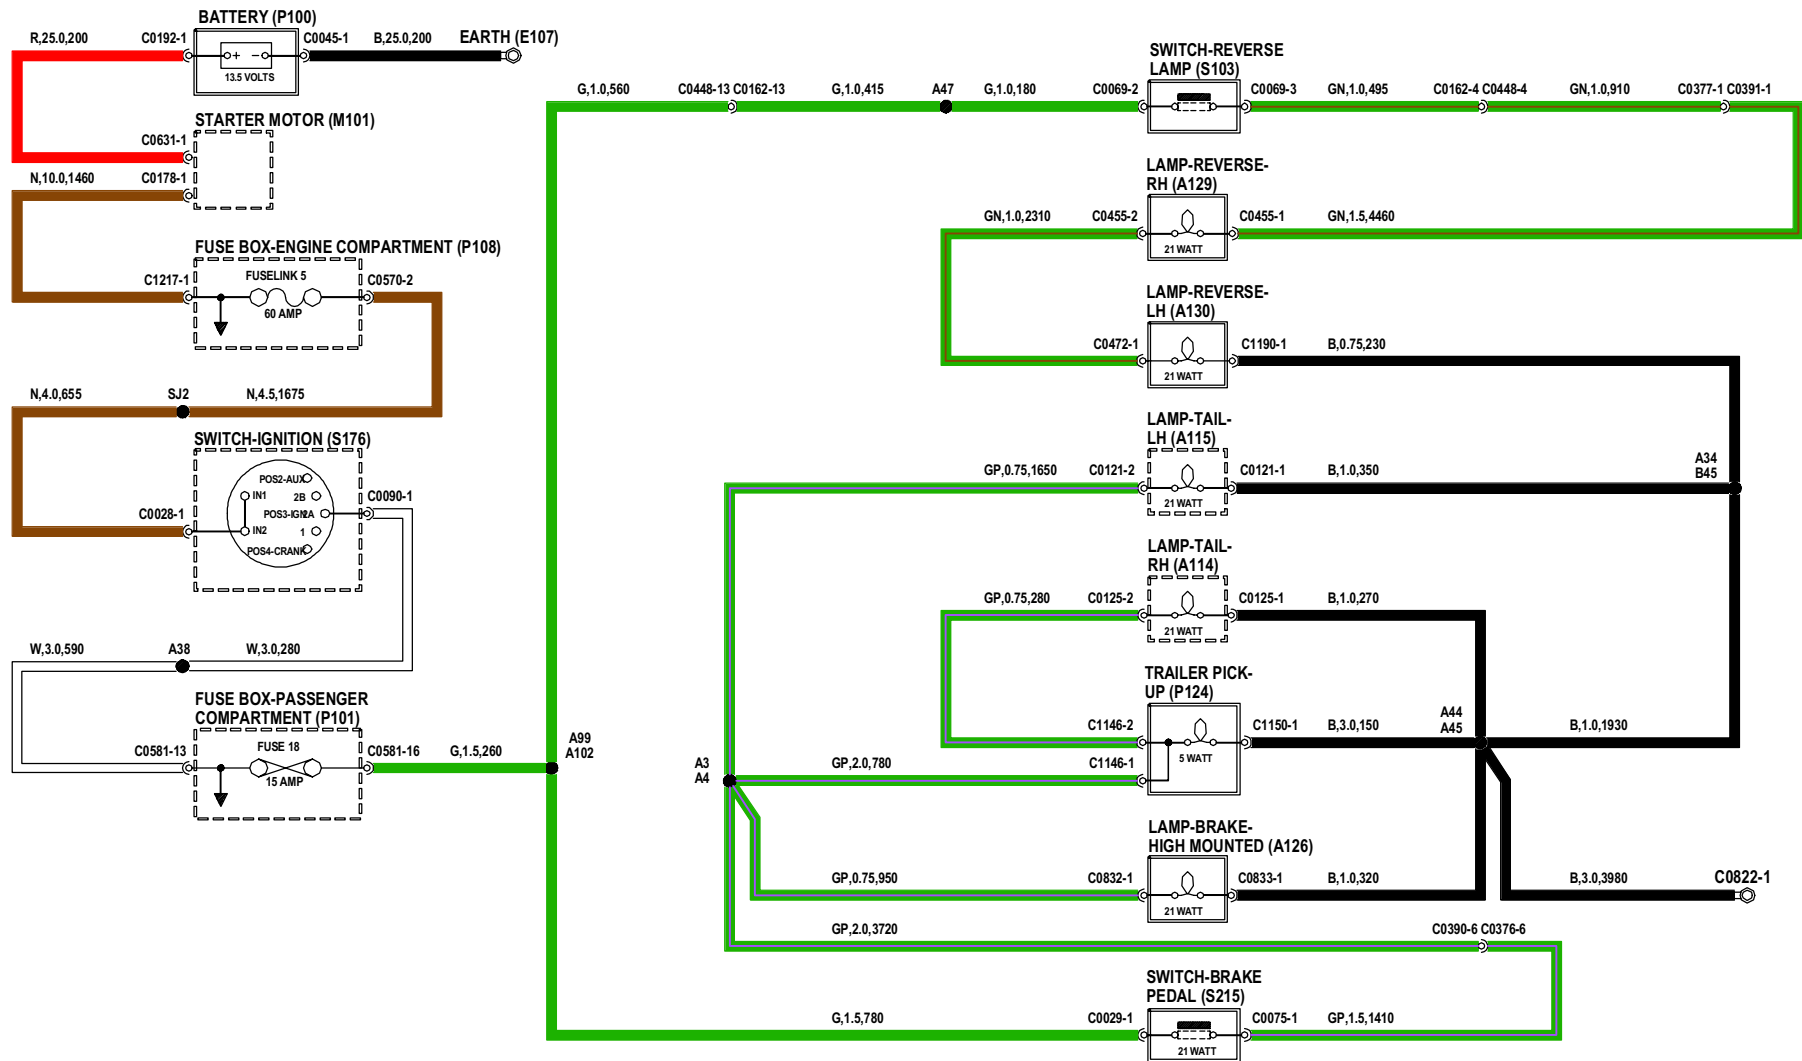 BATTERY (P100)
R,25.0,200
C0192-1
C0045-1
B,25.0,200
EARTH (E107)
+ -
13.5 VOLTS
STARTER MOTOR (M101)
C0631-1
N,10.0,1460
C0178-1
FUSE BOX-ENGINE COMPARTMENT (P108)
C1217-1
FUSELINK 5
C0570-2
60 AMP
N,4.0,655
SJ2
N,4.5,1675
SWITCH-IGNITION (S176)
POS2-AUX
IN1
2B
C0090-1
C0028-1
POS3-IGN
2A
IN2
1
POS4-CRANK
W,3.0,590
A38
W,3.0,280
FUSE BOX-PASSENGER
COMPARTMENT (P101)
C0581-13
FUSE 18
C0581-16
G,1.5,260
15 AMP
A99
A102
G,1.0,560
C0448-13 C0162-13
G,1.0,415
A47
G,1.0,180
C0069-2
SWITCH-REVERSE
LAMP (S103)
C0069-3
GN,1.0,495
C0162-4 C0448-4
GN,1.0,910
C0377-1 C0391-1
LAMP-REVERSE-
RH (A129)
GN,1.0,2310
C0455-2
C0455-1
GN,1.5,4460
21 WATT
LAMP-REVERSE-
LH (A130)
C0472-1
C1190-1
B,0.75,230
21 WATT
LAMP-TAIL-
LH (A115)
GP,0.75,1650
C0121-2
C0121-1
B,1.0,350
A34
B45
21 WATT
LAMP-TAIL-
RH (A114)
GP,0.75,280
C0125-2
C0125-1
B,1.0,270
21 WATT
TRAILER PICK-
UP (P124)
C1146-2
C1150-1
B,3.0,150
A44
A45
B,1.0,1930
A3
A4
GP,2.0,780
C1146-1
5 WATT
LAMP-BRAKE-
HIGH MOUNTED (A126)
GP,0.75,950
C0832-1
C0833-1
B,1.0,320
B,3.0,3980
C0822-1
21 WATT
GP,2.0,3720
C0390-6 C0376-6
SWITCH-BRAKE
PEDAL (S215)
G,1.5,780
C0029-1
C0075-1
GP,1.5,1410
21 WATT